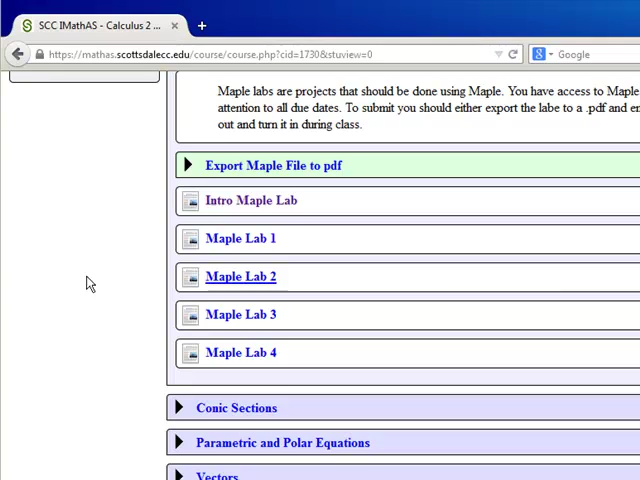 SCC IMathAS - Calculus 2 ...
https://mathas.scottsdalecc.edu/course/course.php?cid=1730&stuview=0
Google
Maple labs are projects that should be done using Maple. You have access to Maple
attention to all due dates. To submit you should either export the labe to a .pdf and
out and turn it in during class.
Export Maple File to pdf
Intro Maple Lab
Maple Lab 1
Maple Lab 2
Maple Lab 3
Maple Lab 4
Conic Sections
Parametric and Polar Equations
Vectors